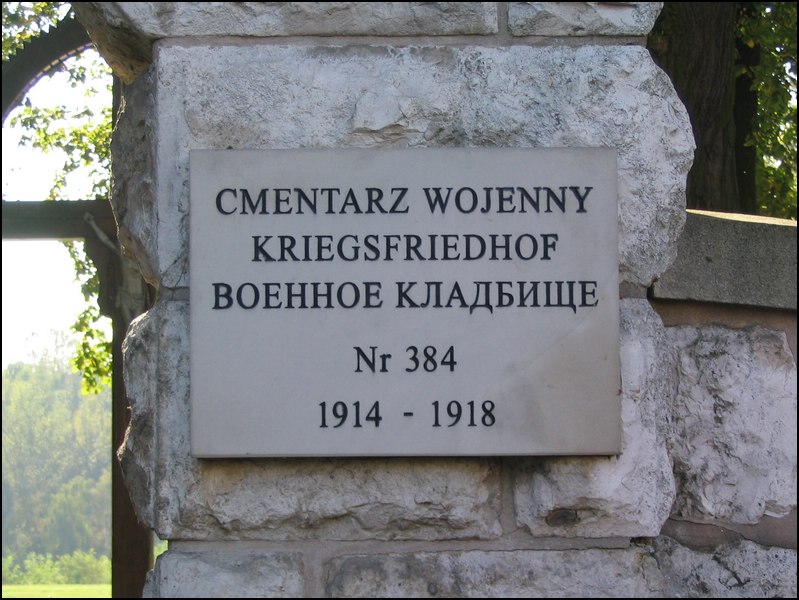 CMENTARZ WOJENNY
KRIEGSFRIEDHOF
ВОЕННОЕ КЛАДБИЩЕ
Nr 384
1914 - 1918